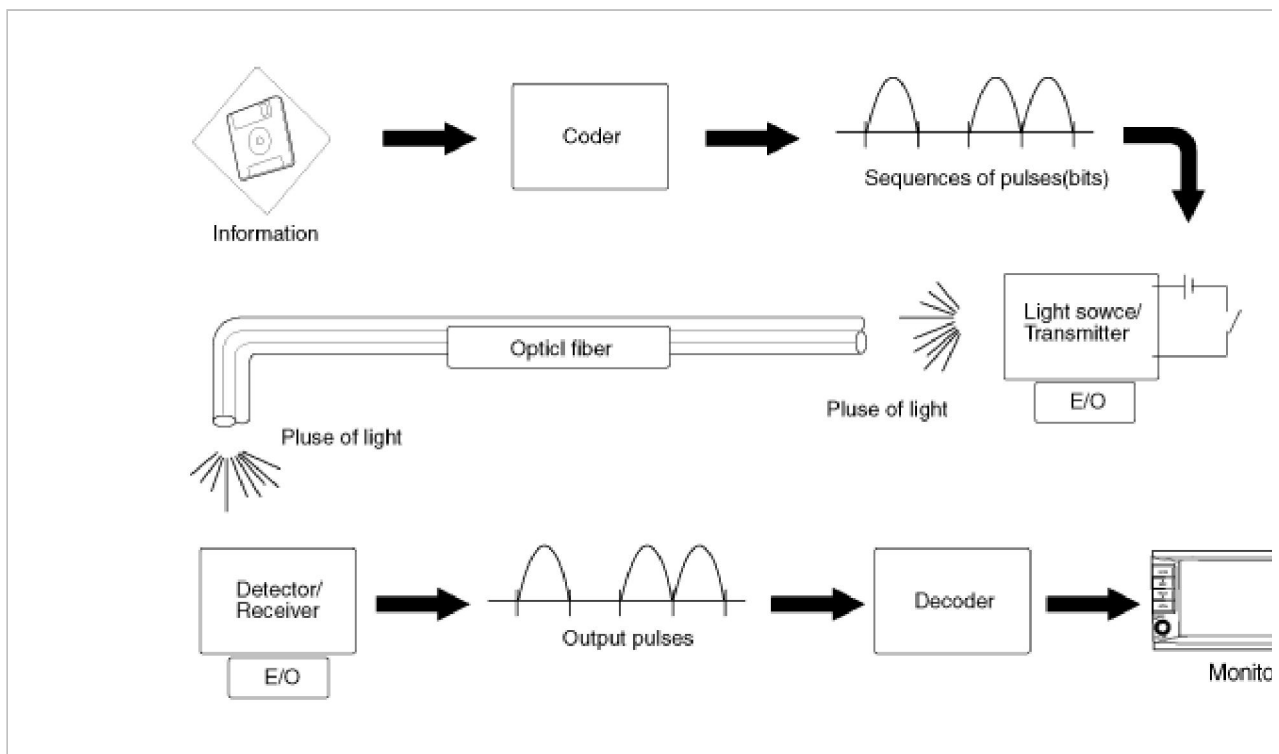 Coder
Sequences of pulses(bits)
Information
Light sowce/
Transmitter
E/O
Opticl fiber
Pluse of light
Pluse of light
Detector/
Receiver
E/O
Output pulses
Decoder
Monito